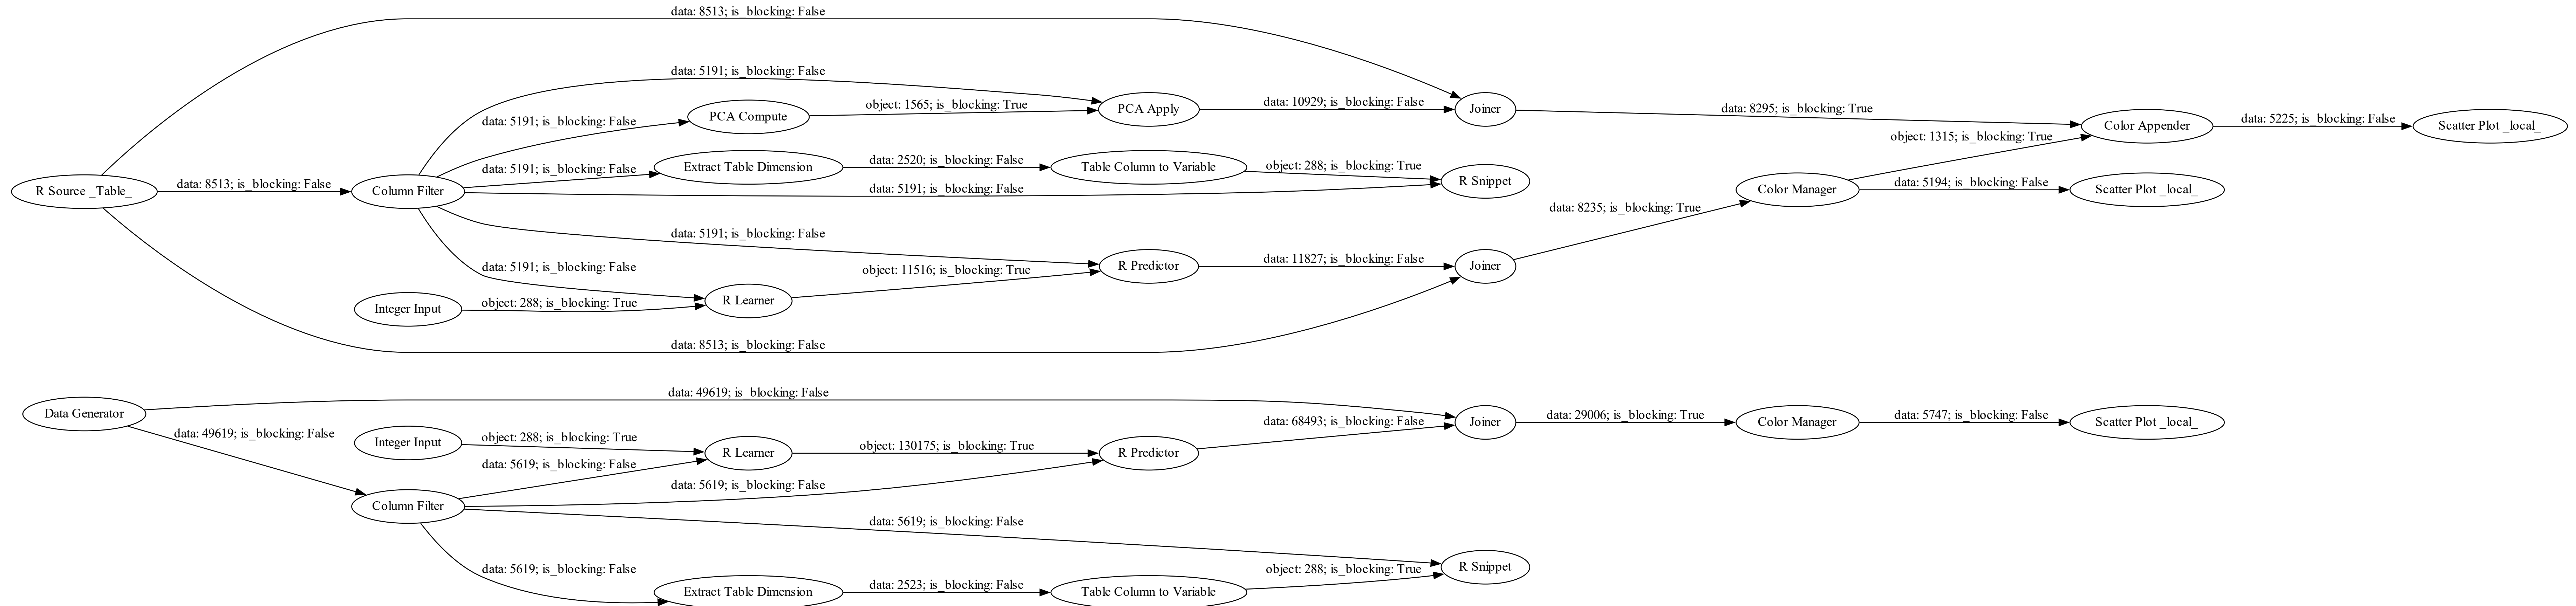 data: 8513; is_blocking: False
data: 5191; is_blocking: False
PCA Compute
object: 1565; is_blocking: True
PCA Apply
data: 10929; is_blocking: False
Joiner
data: 8295; is_blocking: True
Color Appender
data: 5225; is_blocking: False
Scatter Plot _local_
data: 5191; is_blocking: False
object: 1315; is_blocking: True
data: 5191; is_blocking: False
Extract Table Dimension
data: 2520; is_blocking: False
Table Column to Variable
object: 288; is_blocking: True
R Snippet
R Source _Table_
data: 8513; is_blocking: False
Column Filter
data: 5191; is_blocking: False
Color Manager
data: 5194; is_blocking: False
Scatter Plot _local_
data: 8235; is_blocking: True
data: 5191; is_blocking: False
data: 5191; is_blocking: False
object: 11516; is_blocking: True
R Predictor
data: 11827; is_blocking: False
Joiner
Integer Input
object: 288; is_blocking: True
R Learner
data: 8513; is_blocking: False
Data Generator
data: 49619; is_blocking: False
data: 49619; is_blocking: False
Integer Input
object: 288; is_blocking: True
R Learner
object: 130175; is_blocking: True
R Predictor
data: 68493; is_blocking: False
Joiner
data: 29006; is_blocking: True
Color Manager
data: 5747; is_blocking: False
Scatter Plot _local_
data: 5619; is_blocking: False
Column Filter
data: 5619; is_blocking: False
data: 5619; is_blocking: False
data: 5619; is_blocking: False
Extract Table Dimension
data: 2523; is_blocking: False
Table Column to Variable
object: 288; is_blocking: True
R Snippet